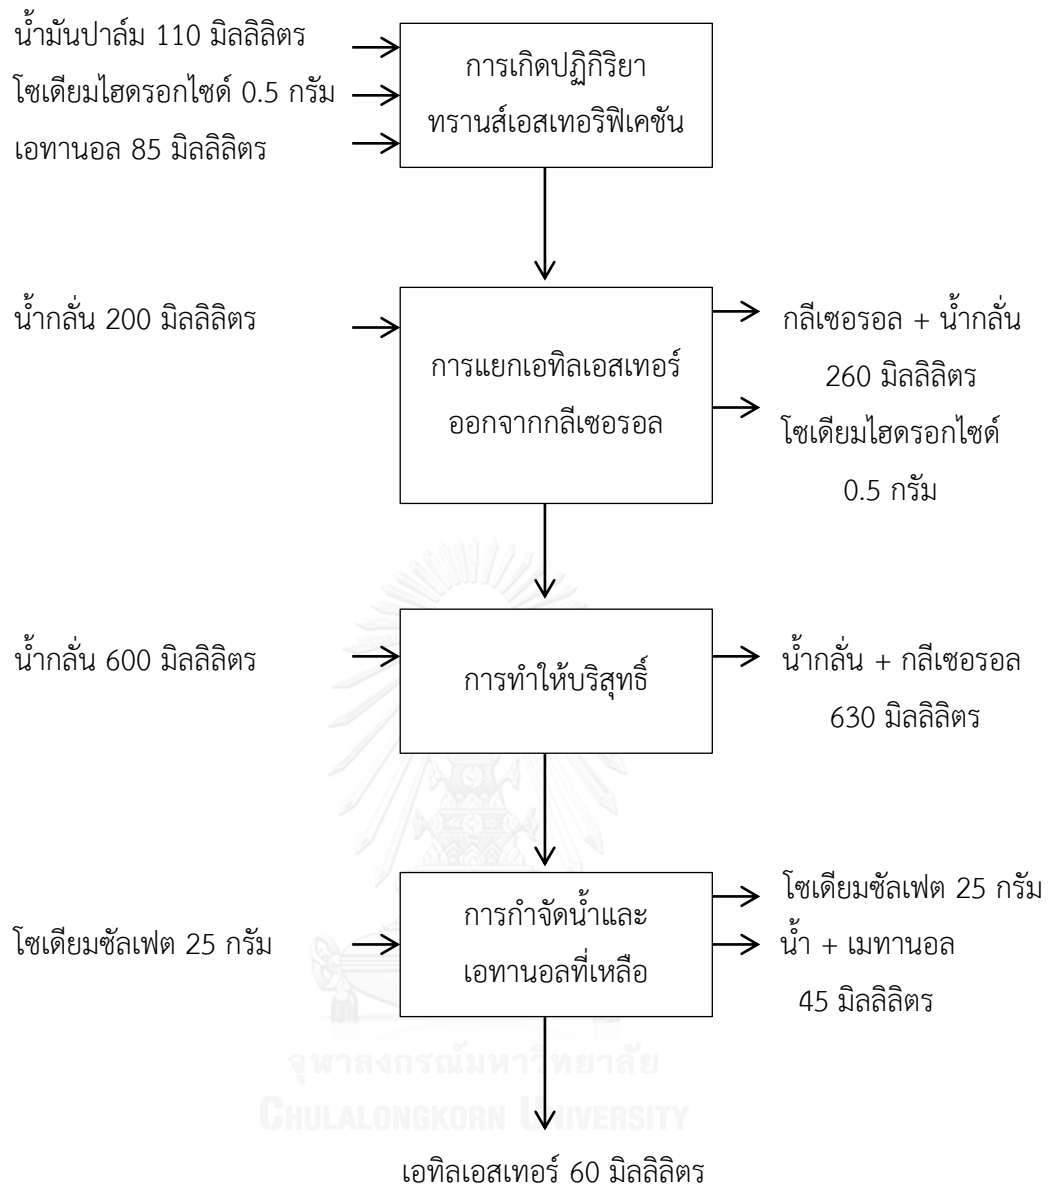 น้ำมันปาล์ม 110 มิลลิลิตร
โซเดียมไฮดรอกไซด์ 0.5 กรัม
เอทานอล 85 มิลลิลิตร
การเกิดปฏิกิริยา
ทรานส์เอสเทอริฟิเคชัน
น้ำกลั่น 200 มิลลิลิตร
การแยกเอทิลเอสเทอร์
ออกจากกลีเซอรอล
กลีเซอรอล + น้ำกลั่น
260 มิลลิลิตร
โซเดียมไฮดรอกไซด์
0.5 กรัม
น้ำกลั่น 600 มิลลิลิตร
การทำให้บริสุทธิ์
น้ำกลั่น + กลีเซอรอล
630 มิลลิลิตร
โซเดียมซัลเฟต 25 กรัม
การกำจัดน้ำและ
เอทานอลที่เหลือ
โซเดียมซัลเฟต 25 กรัม
น้ำ + เมทานอล
45 มิลลิลิตร
จุฬาลงกรณ์มหาวิทยาลัย
CHULALONGKORN UNIVERSITY
เอทิลเอสเทอร์ 60 มิลลิลิตร